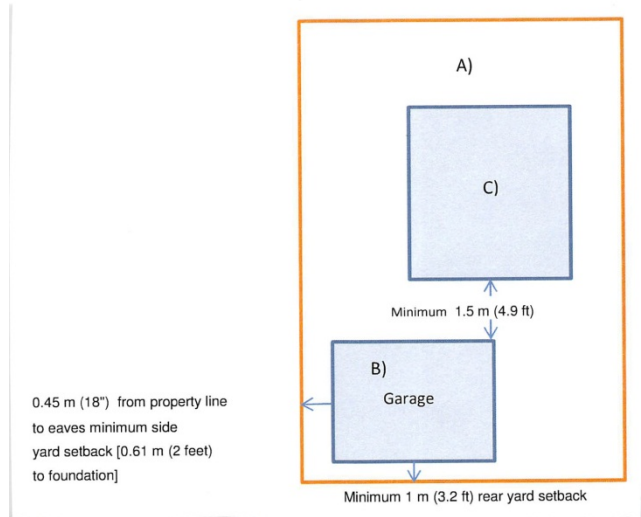 A)
C)
Minimum 1.5 m (4.9 ft)
B)
Garage
0.45 m (18") from property line
to eaves minimum side
yard setback [0.61 m (2 feet)
to foundation]
Minimum 1 m (3.2 ft) rear yard setback